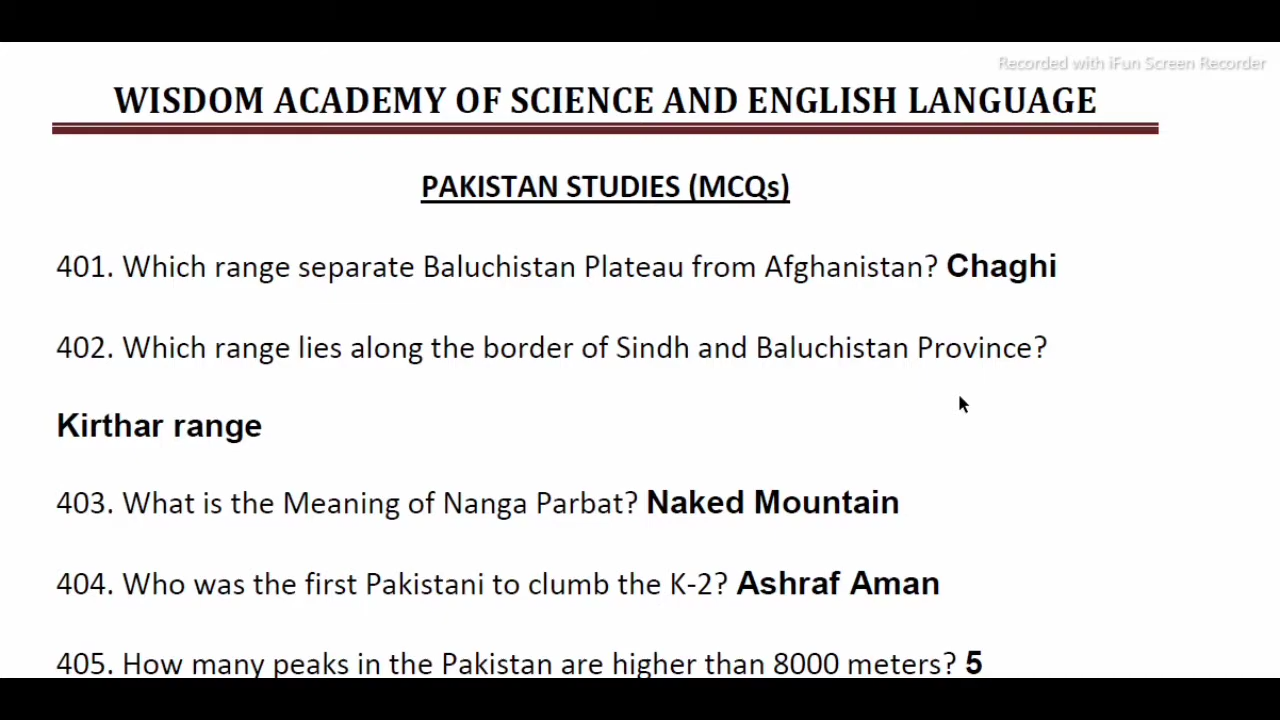 Recorded with iFun Screen Recorder
WISDOM ACADEMY OF SCIENCE AND ENGLISH LANGUAGE
PAKISTAN STUDIES (MCQs)
401. Which range separate Baluchistan Plateau from Afghanistan? Chaghi
402. Which range lies along the border of Sindh and Baluchistan Province?
Kirthar range
403. What is the Meaning of Nanga Parbat? Naked Mountain
404. Who was the first Pakistani to clumb the K-2? Ashraf Aman
405. How many peaks in the Pakistan are higher than 8000 meters? 5